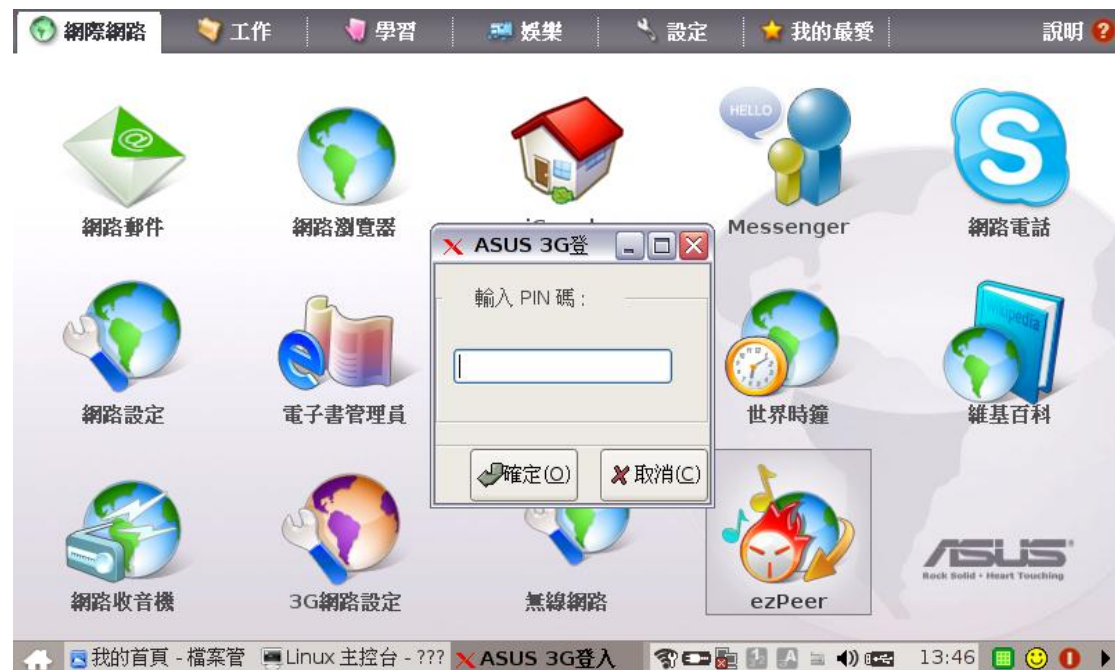 網際網路 工作 學習 娛樂 設定 我的最愛 說明
HELLO
S
網路郵件 網路瀏覽器 Messenger 網路電話
ASUS 3G登
輸入 PIN 碼 :
Wikipedia
網路設定 電子書管理員 世界時鐘 維基百科
確定(O) 取消(C)
ASUS
Rock Solid • Heart Touching
網路收音機 3G網路設定 無線網路 ezPeer
我的首頁 - 檔案管 Linux 主控台 - ??? ASUS 3G登入 13:46